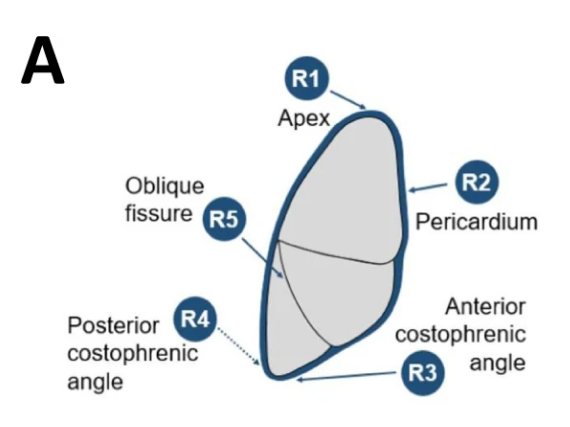 A
R1
Apex
Oblique
fissure
R5
R2
Pericardium
Posterior
costophrenic
angle
R4
Anterior
costophrenic
angle
R3